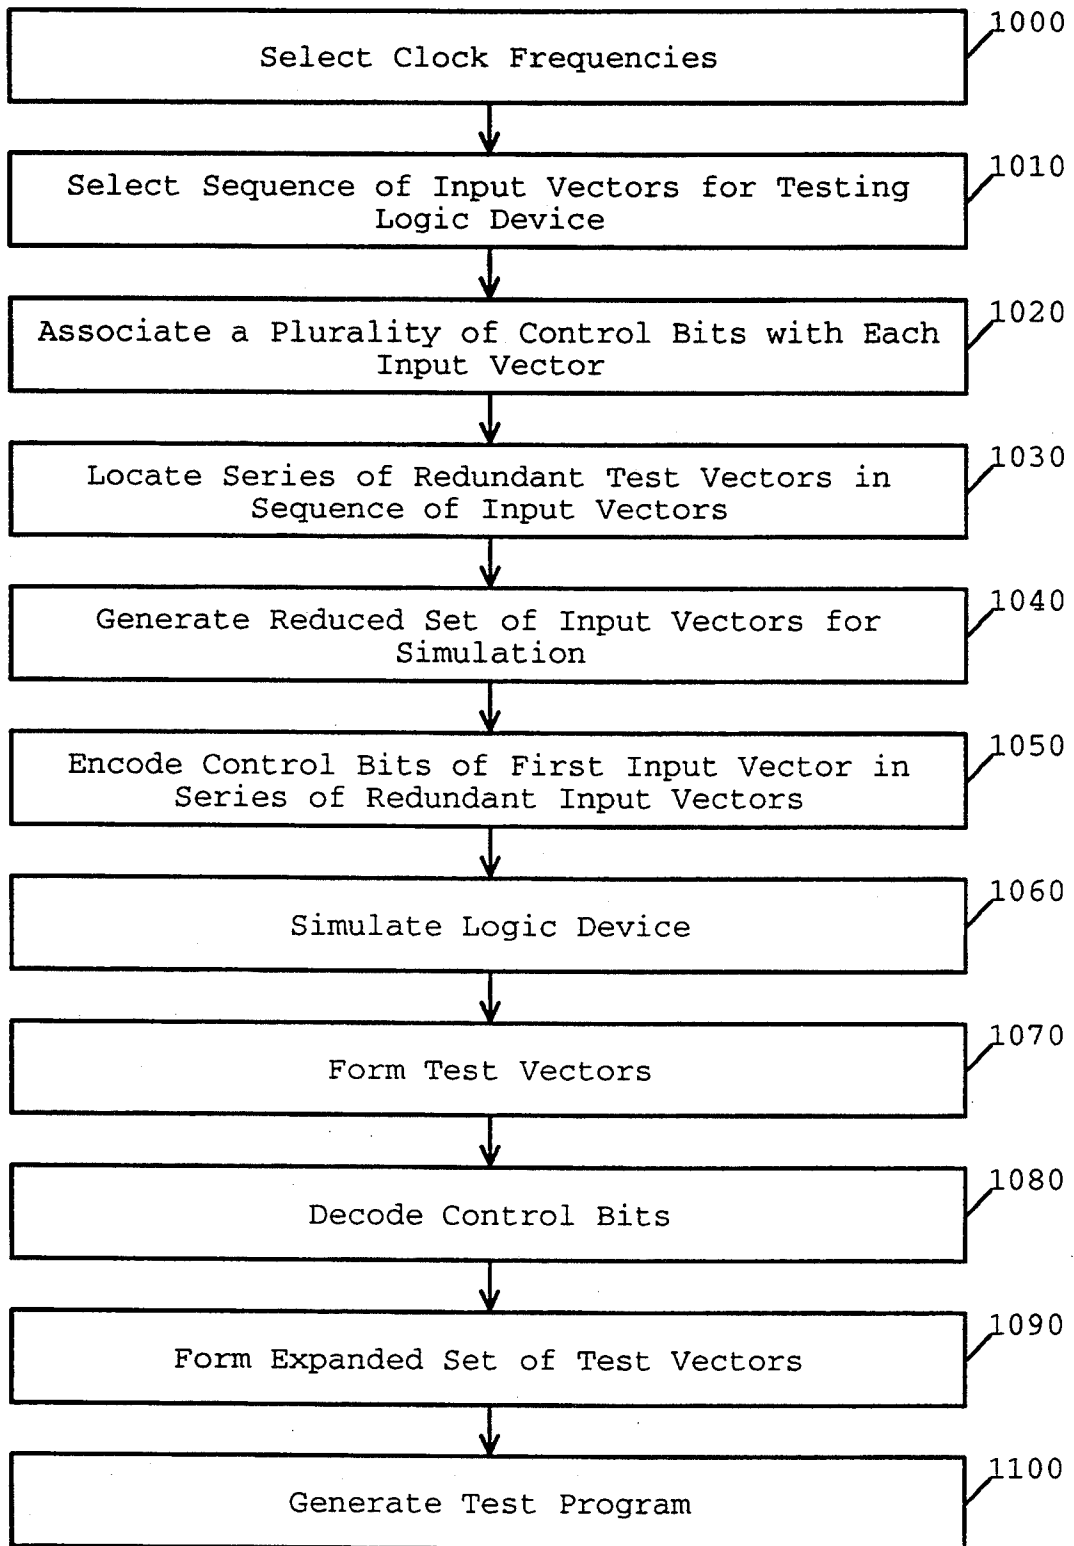 1000
Select Clock Frequencies
1010
Select Sequence of Input Vectors for Testing
Logic Device
1020
Associate a Plurality of Control Bits with Each
Input Vector
1030
Locate Series of Redundant Test Vectors in
Sequence of Input Vectors
1040
Generate Reduced Set of Input Vectors for
Simulation
1050
Encode Control Bits of First Input Vector in
Series of Redundant Input Vectors
1060
Simulate Logic Device
1070
Form Test Vectors
1080
Decode Control Bits
1090
Form Expanded Set of Test Vectors
1100
Generate Test Program